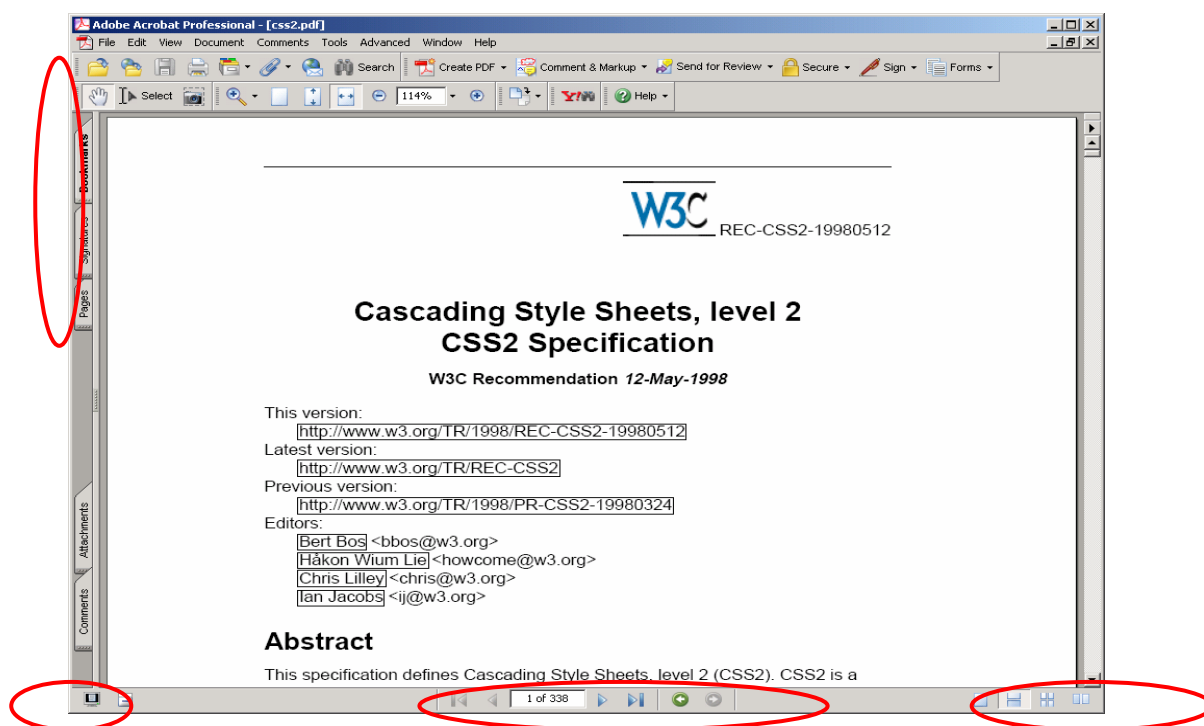 Adobe Acrobat Professional - [css2.pdf]
File Edit View Document Comments Tools Advanced Window Help
Search Create PDF Comment & Markup Send for Review Secure Sign Forms
Select 114% Y! Help
Bookmarks
Signatures
Pages
Attachments
Comments
W3C REC-CSS2-19980512
Cascading Style Sheets, level 2
CSS2 Specification
W3C Recommendation 12-May-1998
This version:
http://www.w3.org/TR/1998/REC-CSS2-19980512
Latest version:
http://www.w3.org/TR/REC-CSS2
Previous version:
http://www.w3.org/TR/1998/PR-CSS2-19980324
Editors:
Bert Bos <bbos@w3.org>
Håkon Wium Lie <howcome@w3.org>
Chris Lilley <chris@w3.org>
Ian Jacobs <ij@w3.org>
Abstract
This specification defines Cascading Style Sheets, level 2 (CSS2). CSS2 is a
1 of 338